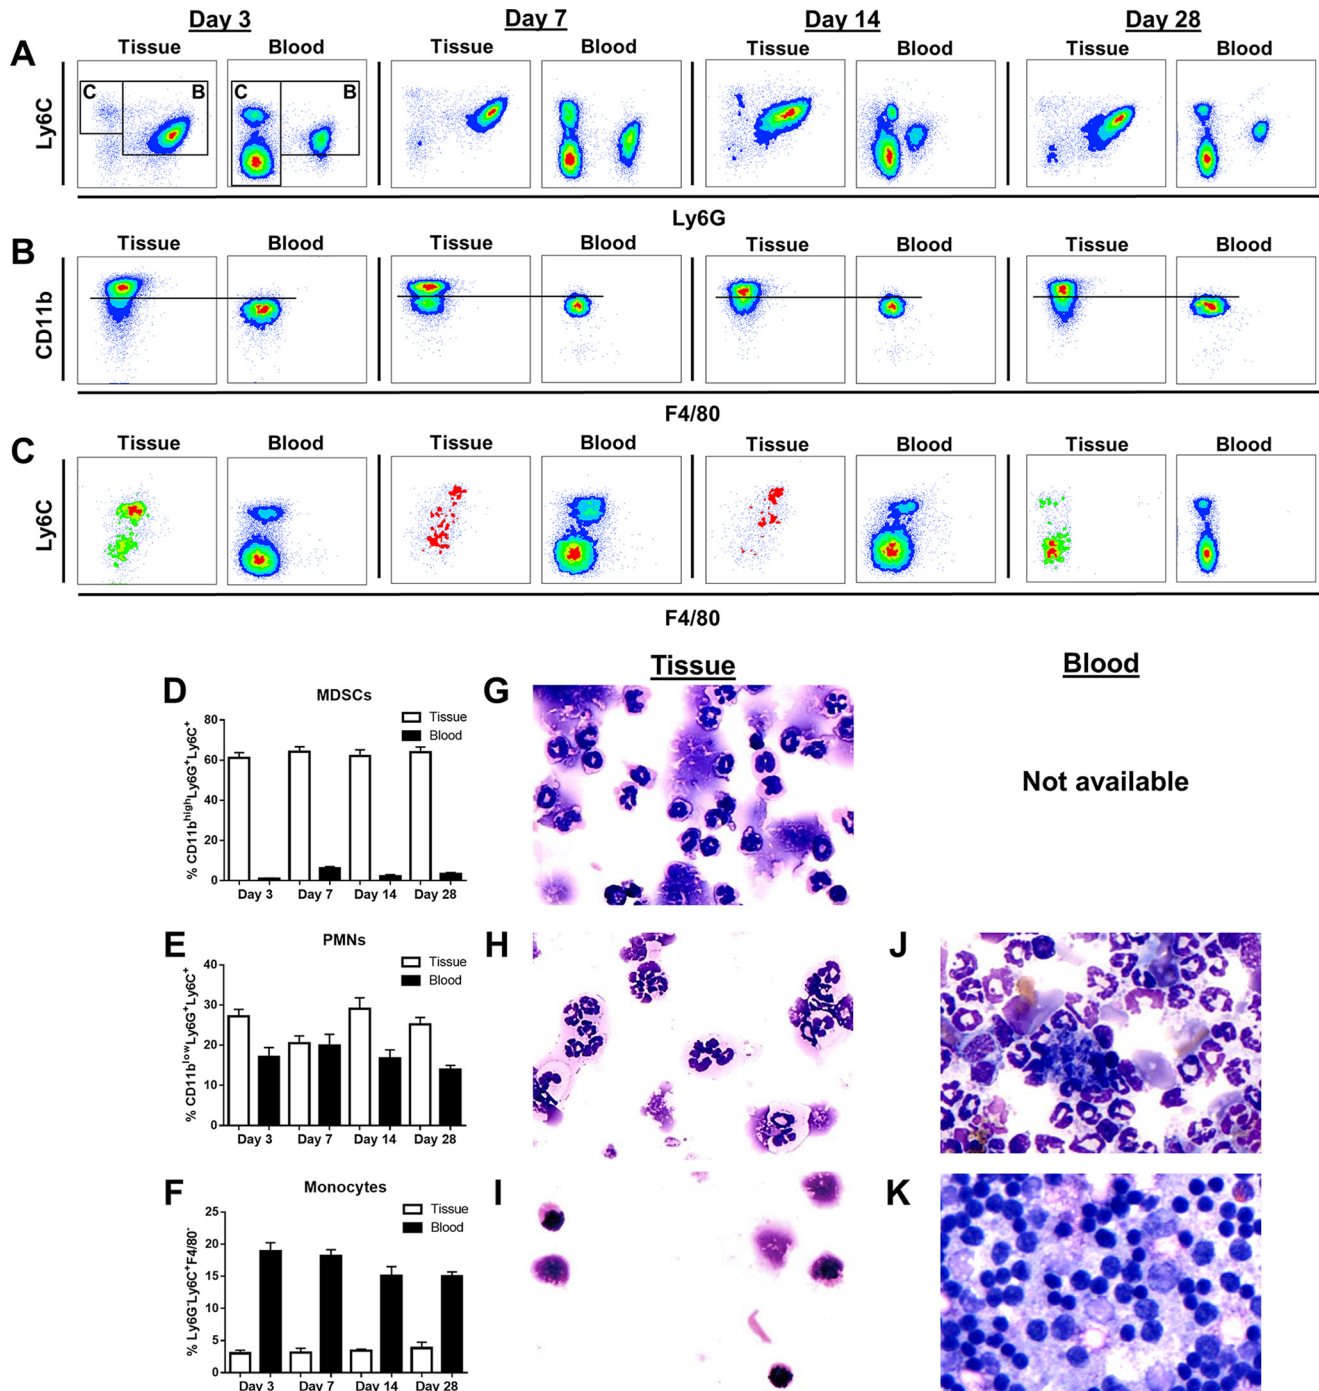 Day 3 Day 7 Day 14 Day 28
Tissue Blood Tissue Blood Tissue Blood Tissue Blood
A
C B C B
Ly6C
Ly6G
B
Tissue Blood Tissue Blood Tissue Blood Tissue Blood
CD11b
F4/80
C
Tissue Blood Tissue Blood Tissue Blood Tissue Blood
Ly6C
F4/80
Tissue Blood
D
MDSCs
Tissue
Blood
% CD11b^high Ly6G^+Ly6C^+
80
60
40
20
0
Day 3 Day 7 Day 14 Day 28
G
Not available
E
PMNs
Tissue
Blood
% CD11b^low Ly6G^+Ly6C^+
40
30
20
10
0
Day 3 Day 7 Day 14 Day 28
H
J
F
Monocytes
Tissue
Blood
% Ly6G^-Ly6C^+F4/80^-
25
20
15
10
5
0
Day 3 Day 7 Day 14 Day 28
I
K